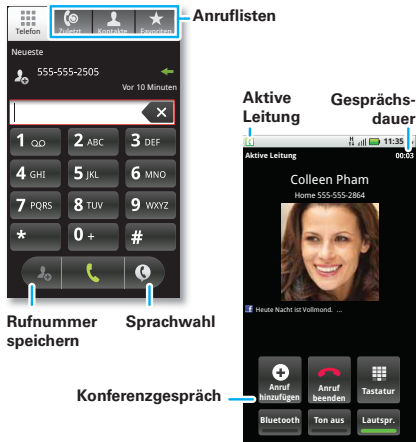 Anruflisten
Telefon Zuletzt Kontakte Favoriten
Neueste
555-555-2505
Vor 10 Minuten
1 2 ABC 3 DEF
4 GHI 5 JKL 6 MNO
7 PQRS 8 TUV 9 WXYZ
* 0 + #
Rufnummer
speichern
Sprachwahl
Aktive
Leitung
Gesprächs-
dauer
H 11:35
Aktive Leitung 00:03
Colleen Pham
Home 555-555-2864
f Heute Nacht ist Vollmond. ...
Konferenzgespräch
Anruf
hinzufügen
Anruf
beenden
Tastatur
Bluetooth Ton aus Lautspr.